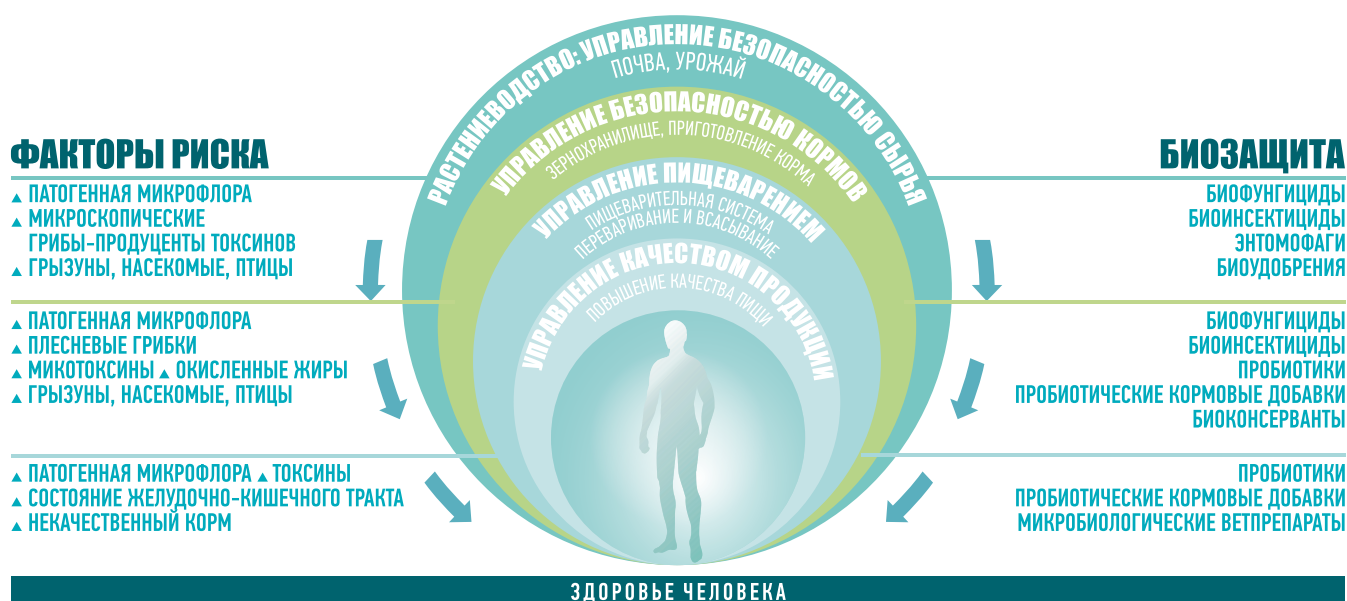 РАСТЕНИЕВОДСТВО: УПРАВЛЕНИЕ БЕЗОПАСНОСТЬЮ СЫРЬЯ
ПОЧВА, УРОЖАЙ
УПРАВЛЕНИЕ БЕЗОПАСНОСТЬЮ КОРМОВ
ЗЕРНОХРАНИЛИЩЕ, ПРИГОТОВЛЕНИЕ КОРМА
УПРАВЛЕНИЕ ПИЩЕВАРЕНИЕМ
ПИЩЕВАРИТЕЛЬНАЯ СИСТЕМА
ПЕРЕВАРИВАНИЕ И ВСАСЫВАНИЕ
УПРАВЛЕНИЕ КАЧЕСТВОМ ПРОДУКЦИИ
ПОВЫШЕНИЕ КАЧЕСТВА ПИЩИ
ФАКТОРЫ РИСКА
▲ ПАТОГЕННАЯ МИКРОФЛОРА
▲ МИКРОСКОПИЧЕСКИЕ
ГРИБЫ-ПРОДУЦЕНТЫ ТОКСИНОВ
▲ ГРЫЗУНЫ, НАСЕКОМЫЕ, ПТИЦЫ
▲ ПАТОГЕННАЯ МИКРОФЛОРА
▲ ПЛЕСНЕВЫЕ ГРИБКИ
▲ МИКОТОКСИНЫ ▲ ОКИСЛЕННЫЕ ЖИРЫ
▲ ГРЫЗУНЫ, НАСЕКОМЫЕ, ПТИЦЫ
▲ ПАТОГЕННАЯ МИКРОФЛОРА ▲ ТОКСИНЫ
▲ СОСТОЯНИЕ ЖЕЛУДОЧНО-КИШЕЧНОГО ТРАКТА
▲ НЕКАЧЕСТВЕННЫЙ КОРМ
БИОЗАЩИТА
БИОФУНГИЦИДЫ
БИОИНСЕКТИЦИДЫ
ЭНТОМОФАГИ
БИОУДОБРЕНИЯ
БИОФУНГИЦИДЫ
БИОИНСЕКТИЦИДЫ
ПРОБИОТИКИ
ПРОБИОТИЧЕСКИЕ КОРМОВЫЕ ДОБАВКИ
БИОКОНСЕРВАНТЫ
ПРОБИОТИКИ
ПРОБИОТИЧЕСКИЕ КОРМОВЫЕ ДОБАВКИ
МИКРОБИОЛОГИЧЕСКИЕ ВЕТПРЕПАРАТЫ
ЗДОРОВЬЕ ЧЕЛОВЕКА